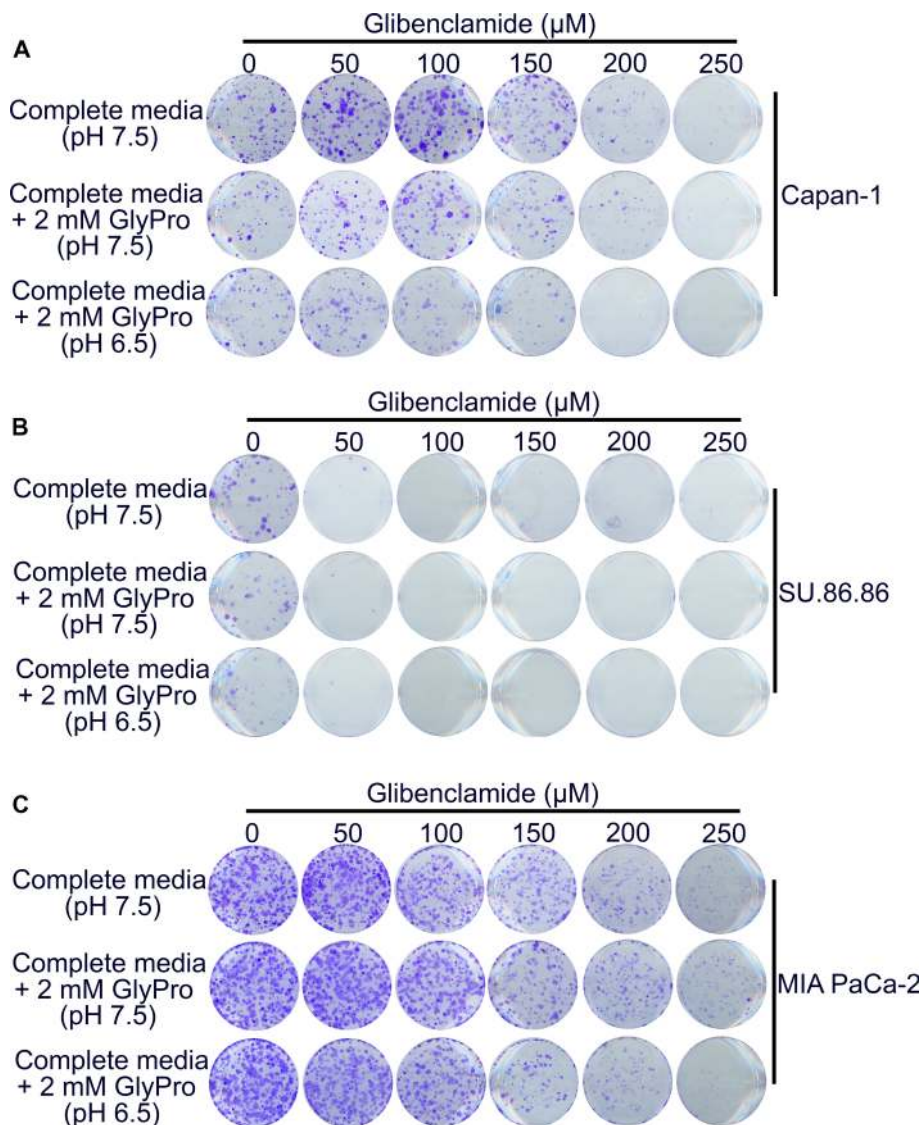 A
Glibenclamide (µM)
0 50 100 150 200 250
Complete media
(pH 7.5)
Complete media
+ 2 mM GlyPro
(pH 7.5)
Complete media
+ 2 mM GlyPro
(pH 6.5)
Capan-1
B
Glibenclamide (µM)
0 50 100 150 200 250
Complete media
(pH 7.5)
Complete media
+ 2 mM GlyPro
(pH 7.5)
Complete media
+ 2 mM GlyPro
(pH 6.5)
SU.86.86
C
Glibenclamide (µM)
0 50 100 150 200 250
Complete media
(pH 7.5)
Complete media
+ 2 mM GlyPro
(pH 7.5)
Complete media
+ 2 mM GlyPro
(pH 6.5)
MIA PaCa-2